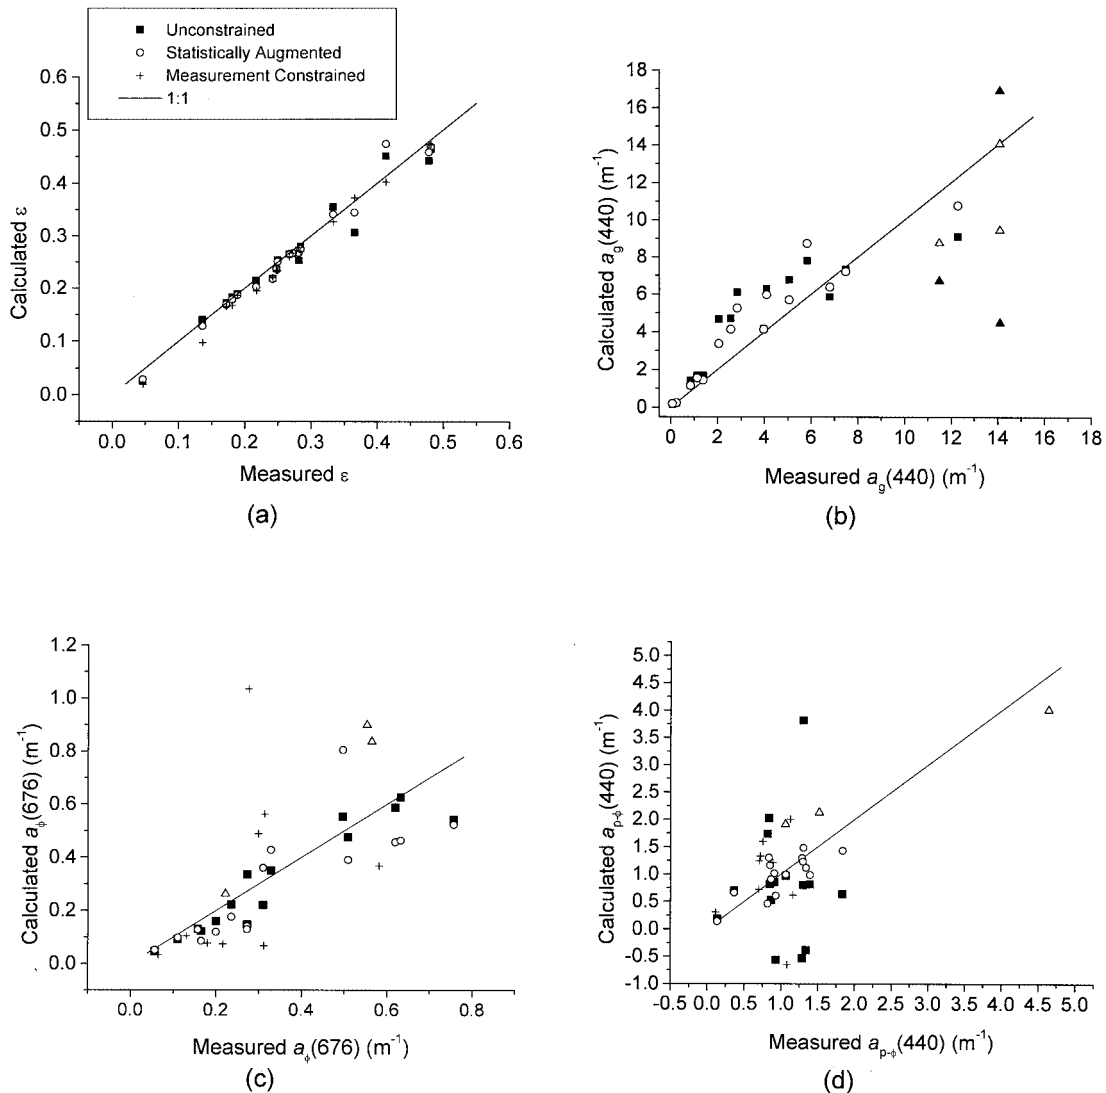 Unconstrained
Statistically Augmented
Measurement Constrained
1:1
0.6
0.5
0.4
0.3
0.2
0.1
0.0
Calculated ε
0.0 0.1 0.2 0.3 0.4 0.5 0.6
Measured ε
(a)
18
16
14
12
10
8
6
4
2
0
Calculated a_g(440) (m⁻¹)
0 2 4 6 8 10 12 14 16 18
Measured a_g(440) (m⁻¹)
(b)
1.2
1.0
0.8
0.6
0.4
0.2
0.0
Calculated a_ϕ(676) (m⁻¹)
0.0 0.2 0.4 0.6 0.8
Measured a_ϕ(676) (m⁻¹)
(c)
5.0
4.5
4.0
3.5
3.0
2.5
2.0
1.5
1.0
0.5
0.0
-0.5
-1.0
Calculated a_p-ϕ(440) (m⁻¹)
-0.5 0.0 0.5 1.0 1.5 2.0 2.5 3.0 3.5 4.0 4.5 5.0
Measured a_p-ϕ(440) (m⁻¹)
(d)